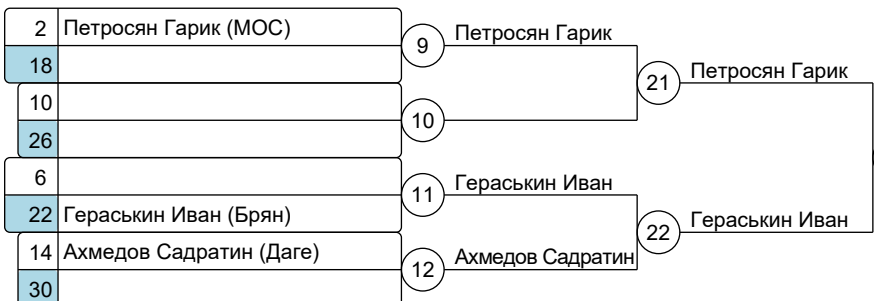 2 Петросян Гарик (МОС)
18
10
26
6
22 Гераськин Иван (Брян)
14 Ахмедов Садратин (Даге)
30
9 Петросян Гарик
10
11 Гераськин Иван
12 Ахмедов Садратин
21 Петросян Гарик
22 Гераськин Иван